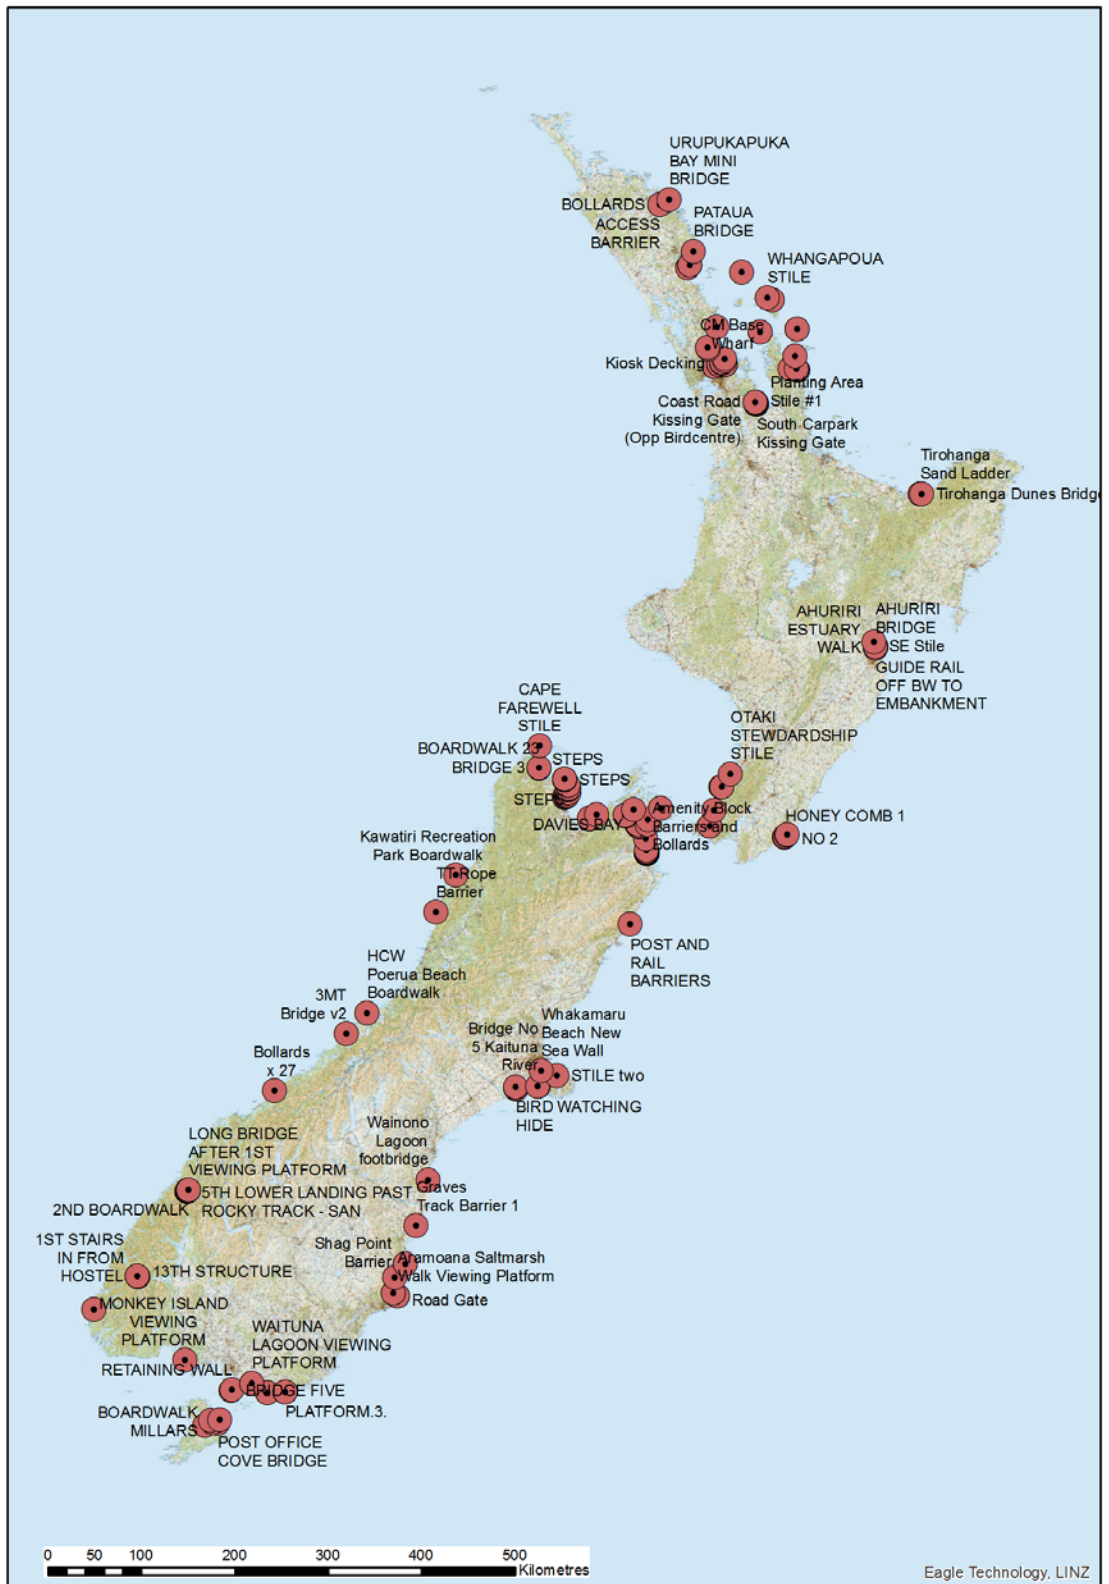 URUPUKAPUKA
BAY MINI
BRIDGE
BOLLARDS
ACCESS
BARRIER
PATAUA
BRIDGE
WHANGAPOUA
STILE
CM Base
Wharf
Kiosk Decking
Planting Area
Stile #1
Coast Road
Kissing Gate
(Opp Birdcentre)
South Carpark
Kissing Gate
Tirohanga
Sand Ladder
Tirohanga Dunes Bridge
AHURIRI
ESTUARY
WALK
AHURIRI
BRIDGE
SE Stile
GUIDE RAIL
OFF BW TO
EMBANKMENT
CAPE
FAREWELL
STILE
OTAKI
STEWDARDSHIP
STILE
BOARDWALK 23
BRIDGE 3
STEPS
STEPS
STEPS
DAVIES BAY
Amenity Block
Barriers and
Bollards
HONEY COMB 1
NO 2
Kawatiri Recreation
Park Boardwalk
TT Rope
Barrier
POST AND
RAIL
BARRIERS
HCW
Poerua Beach
Boardwalk
3MT
Bridge v2
Bollards
x 27
Bridge No
5 Kaituna
River
Whakamaru
Beach New
Sea Wall
STILE two
BIRD WATCHING
HIDE
Wainono
Lagoon
footbridge
LONG BRIDGE
AFTER 1ST
VIEWING PLATFORM
2ND BOARDWALK
5TH LOWER LANDING PAST
ROCKY TRACK - SAN
Graves
Track Barrier 1
1ST STAIRS
IN FROM
HOSTEL
13TH STRUCTURE
Shag Point
Barrier
Aramoana Saltmarsh
Walk Viewing Platform
Road Gate
MONKEY ISLAND
VIEWING
PLATFORM
WAITUNA
LAGOON VIEWING
PLATFORM
RETAINING WALL
BRIDGE FIVE
PLATFORM.3.
BOARDWALK
MILLARS
POST OFFICE
COVE BRIDGE
0 50 100 200 300 400 500
Kilometres
Eagle Technology, LINZ